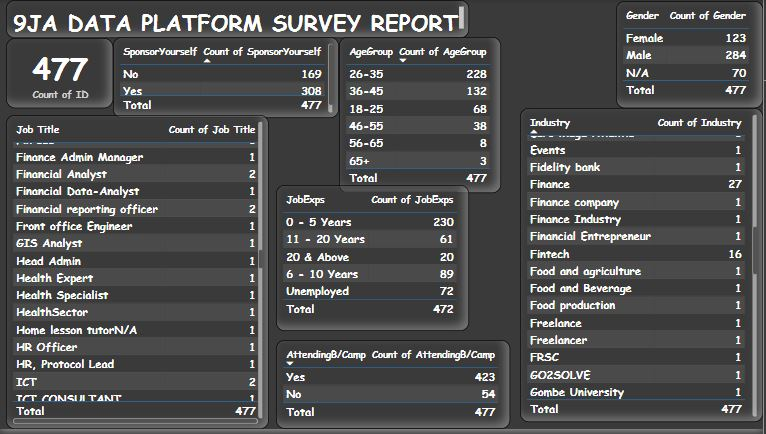 9JA DATA PLATFORM SURVEY REPORT
477
Count of ID
SponsorYourself Count of SponsorYourself
No 169
Yes 308
Total 477
AgeGroup Count of AgeGroup
26-35 228
36-45 132
18-25 68
46-55 38
56-65 8
65+ 3
Total 477
Gender Count of Gender
Female 123
Male 284
N/A 70
Total 477
Job Title Count of Job Title
Finance Admin Manager 1
Financial Analyst 2
Financial Data-Analyst 1
Financial reporting officer 2
Front office Engineer 1
GIS Analyst 1
Head Admin 1
Health Expert 1
Health Specialist 1
HealthSector 1
Home lesson tutorN/A 1
HR Officer 1
HR, Protocol Lead 1
ICT 2
ICT CONSULTANT 1
Total 477
JobExps Count of JobExps
0 - 5 Years 230
11 - 20 Years 61
20 & Above 20
6 - 10 Years 89
Unemployed 72
Total 472
AttendingB/Camp Count of AttendingB/Camp
Yes 423
No 54
Total 477
Industry Count of Industry
Events 1
Fidelity bank 1
Finance 27
Finance company 1
Finance Industry 1
Financial Entrepreneur 1
Fintech 16
Food and agriculture 1
Food and Beverage 1
Food production 1
Freelance 1
Freelancer 1
FRSC 1
GO2SOLVE 1
Gombe University 1
Total 477